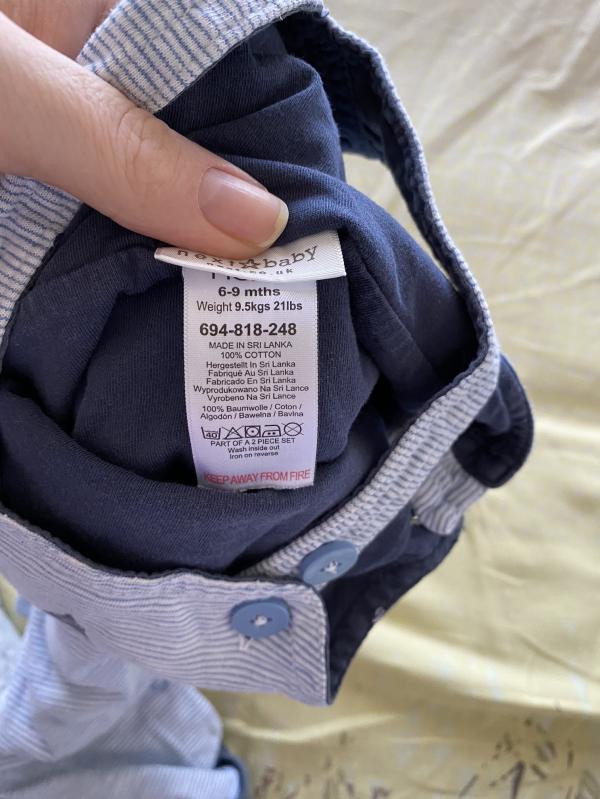 next baby
.co.uk
6-9 mths
Weight 9.5kgs 21lbs
694-818-248
MADE IN SRI LANKA
100% COTTON
Hergestellt In Sri Lanka
Fabriqué Au Sri Lanka
Fabricado En Sri Lanka
Wyprodukowano Na Sri Lance
Vyrobeno Na Sri Lance
100% Baumwolle / Coton /
Algodón / Bawełna / Bavlna
40
PART OF A 2 PIECE SET
Wash inside out
Iron on reverse
KEEP AWAY FROM FIRE